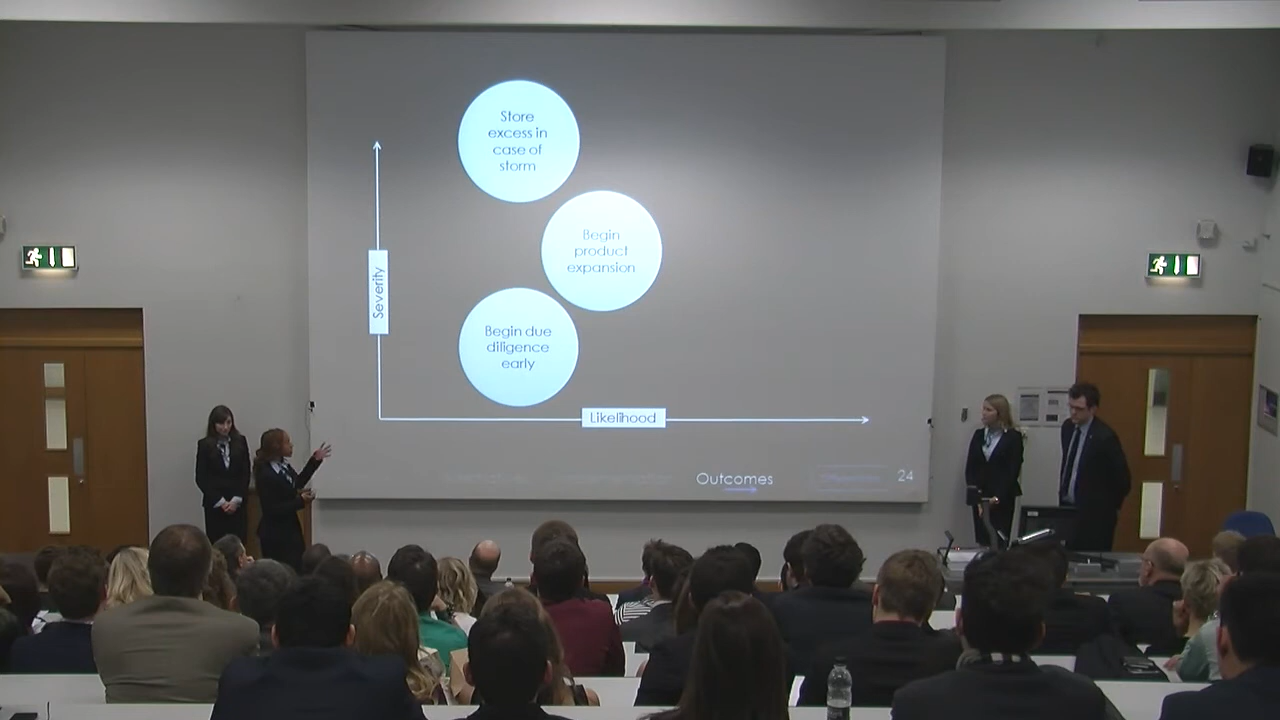 Store
excess in
case of
storm
Begin
product
expansion
Severity
Begin due
diligence
early
Likelihood
Outcomes
24